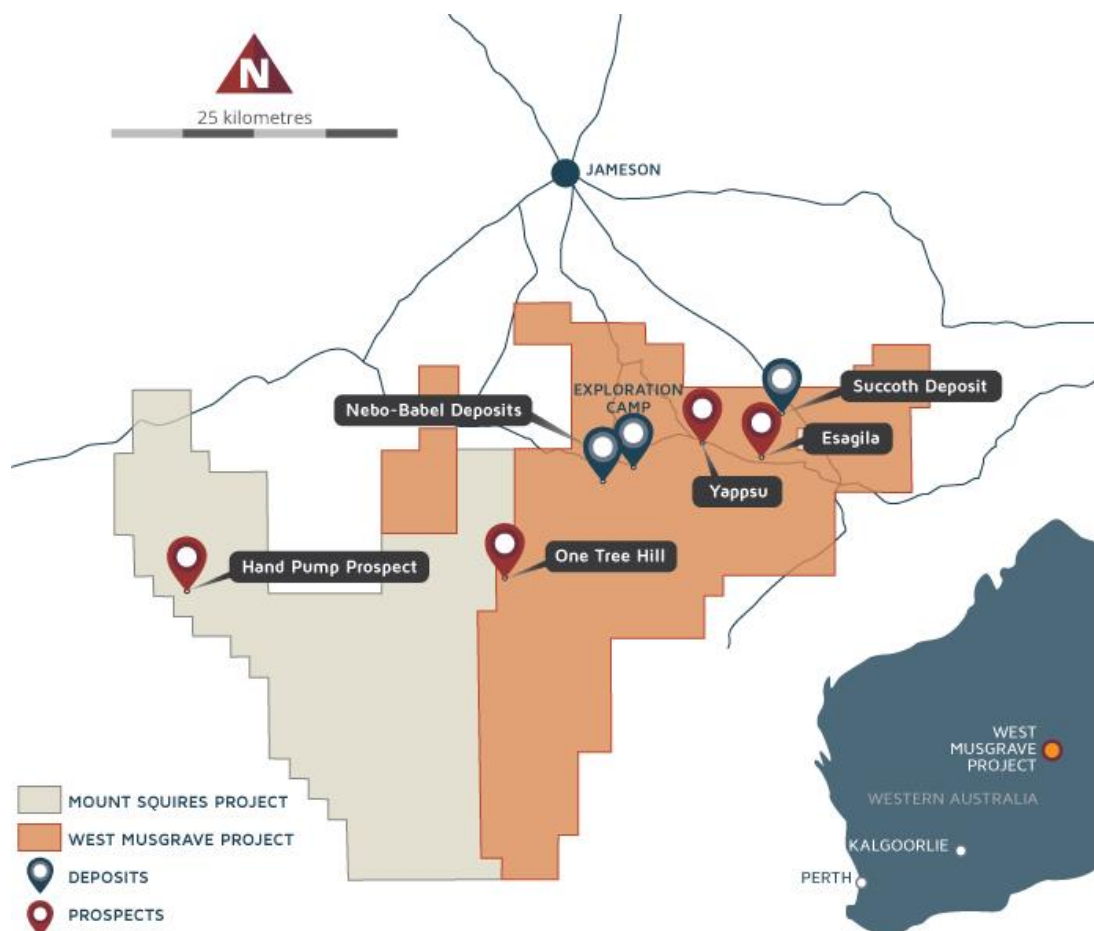 N
25 kilometres
JAMESON
EXPLORATION
CAMP
Nebo-Babel Deposits
Succoth Deposit
Esagila
Yappsu
Hand Pump Prospect
One Tree Hill
MOUNT SQUIRES PROJECT
WEST MUSGRAVE PROJECT
DEPOSITS
PROSPECTS
WEST
MUSGRAVE
PROJECT
WESTERN AUSTRALIA
KALGOORLIE
PERTH